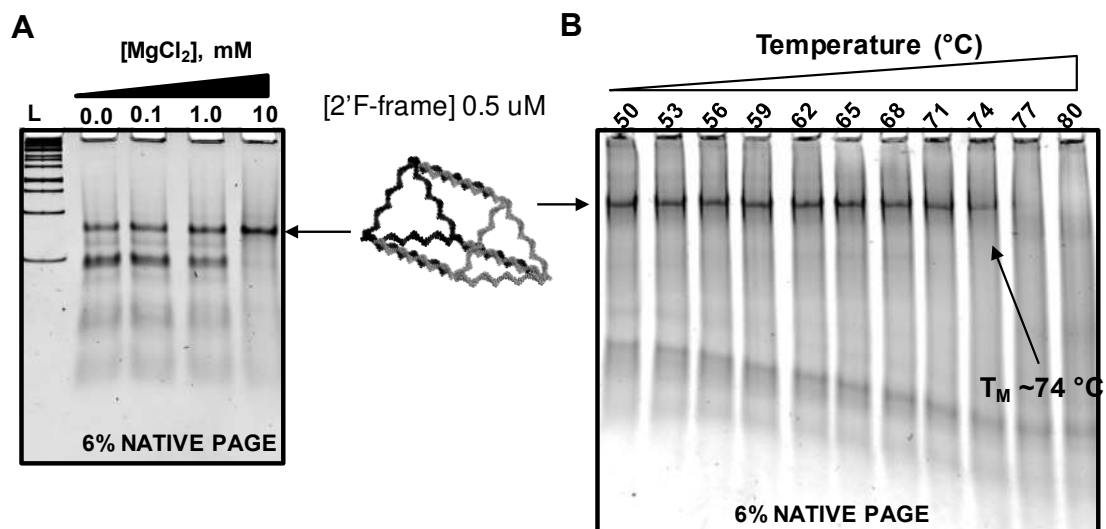 A
[MgCl₂], mM
L 0.0 0.1 1.0 10
6% NATIVE PAGE
[2'F-frame] 0.5 uM
B
Temperature (°C)
50 53 56 59 62 65 68 71 74 77 80
T_M ~74 °C
6% NATIVE PAGE